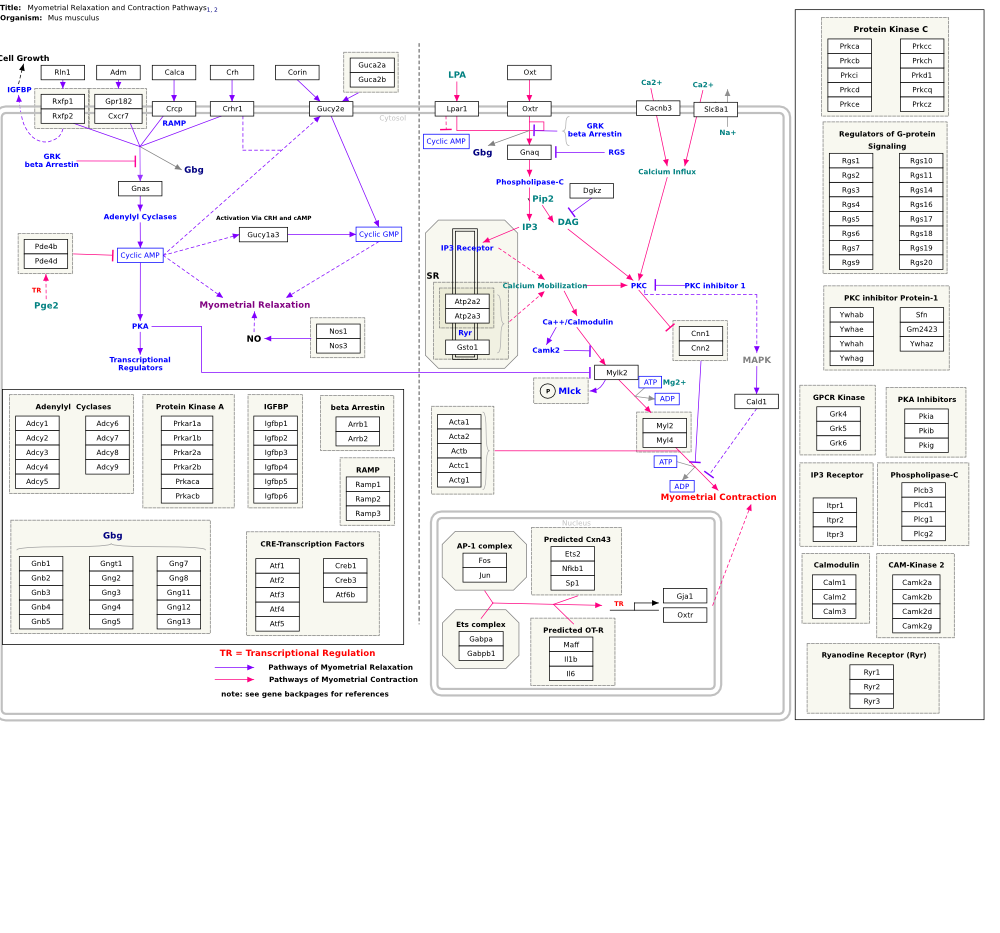 Title: Myometrial Relaxation and Contraction Pathways1, 2
Organism: Mus musculus
Cell Growth
IGFBP
Rln1
Adm
Calca
Crh
Corin
Guca2a
Guca2b
Rxfp1
Rxfp2
Gpr182
Cxcr7
Crcp
RAMP
Crhr1
Gucy2e
Cytosol
GRK
beta Arrestin
Gbg
Gnas
Adenylyl Cyclases
Activation Via CRH and cAMP
Gucy1a3
Cyclic GMP
Cyclic AMP
Pde4b
Pde4d
TR
Pge2
Myometrial Relaxation
PKA
NO
Nos1
Nos3
Transcriptional
Regulators
LPA
Oxt
Ca2+
Ca2+
Lpar1
Oxtr
Cacnb3
Slc8a1
Na+
Cyclic AMP
GRK
beta Arrestin
Gbg
Gnaq
RGS
Phospholipase-C
Calcium Influx
Pip2
Dgkz
IP3
DAG
IP3 Receptor
SR
Calcium Mobilization
PKC
PKC inhibitor 1
Atp2a2
Atp2a3
Ryr
Gsto1
Ca++/Calmodulin
Camk2
Cnn1
Cnn2
MAPK
Mylk2
ATP
Mg2+
ADP
P
Mlck
Cald1
Acta1
Acta2
Actb
Actc1
Actg1
Myl2
Myl4
ATP
ADP
Myometrial Contraction
Nucleus
AP-1 complex
Fos
Jun
Predicted Cxn43
Ets2
Nfkb1
Sp1
Ets complex
Gabpa
Gabpb1
Predicted OT-R
Maff
Il1b
Il6
TR
Gja1
Oxtr
Adenylyl Cyclases
Adcy1
Adcy2
Adcy3
Adcy4
Adcy5
Adcy6
Adcy7
Adcy8
Adcy9
Protein Kinase A
Prkar1a
Prkar1b
Prkar2a
Prkar2b
Prkaca
Prkacb
IGFBP
Igfbp1
Igfbp2
Igfbp3
Igfbp4
Igfbp5
Igfbp6
beta Arrestin
Arrb1
Arrb2
RAMP
Ramp1
Ramp2
Ramp3
Gbg
Gnb1
Gnb2
Gnb3
Gnb4
Gnb5
Gngt1
Gng2
Gng3
Gng4
Gng5
Gng7
Gng8
Gng11
Gng12
Gng13
CRE-Transcription Factors
Atf1
Atf2
Atf3
Atf4
Atf5
Creb1
Creb3
Atf6b
TR = Transcriptional Regulation
Pathways of Myometrial Relaxation
Pathways of Myometrial Contraction
note: see gene backpages for references
Protein Kinase C
Prkca
Prkcb
Prkci
Prkcd
Prkce
Prkcc
Prkch
Prkd1
Prkcq
Prkcz
Regulators of G-protein
Signaling
Rgs1
Rgs2
Rgs3
Rgs4
Rgs5
Rgs6
Rgs7
Rgs9
Rgs10
Rgs11
Rgs14
Rgs16
Rgs17
Rgs18
Rgs19
Rgs20
PKC inhibitor Protein-1
Ywhab
Ywhae
Ywhah
Ywhag
Sfn
Gm2423
Ywhaz
GPCR Kinase
Grk4
Grk5
Grk6
PKA Inhibitors
Pkia
Pkib
Pkig
IP3 Receptor
Itpr1
Itpr2
Itpr3
Phospholipase-C
Plcb3
Plcd1
Plcg1
Plcg2
Calmodulin
Calm1
Calm2
Calm3
CAM-Kinase 2
Camk2a
Camk2b
Camk2d
Camk2g
Ryanodine Receptor (Ryr)
Ryr1
Ryr2
Ryr3